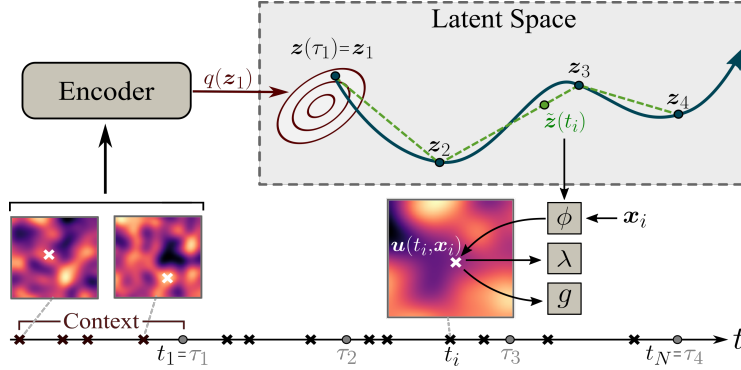 Latent Space
z(τ₁)=z₁
Encoder
q(z₁)
z₂
z₃
z₄
z̃(tᵢ)
u(tᵢ,xᵢ)
ϕ
xᵢ
λ
g
Context
t₁=τ₁
τ₂
tᵢ
τ₃
t_N=τ₄
t